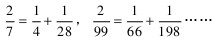 2/7 = 1/4 + 1/28， 2/99 = 1/66 + 1/198 ……